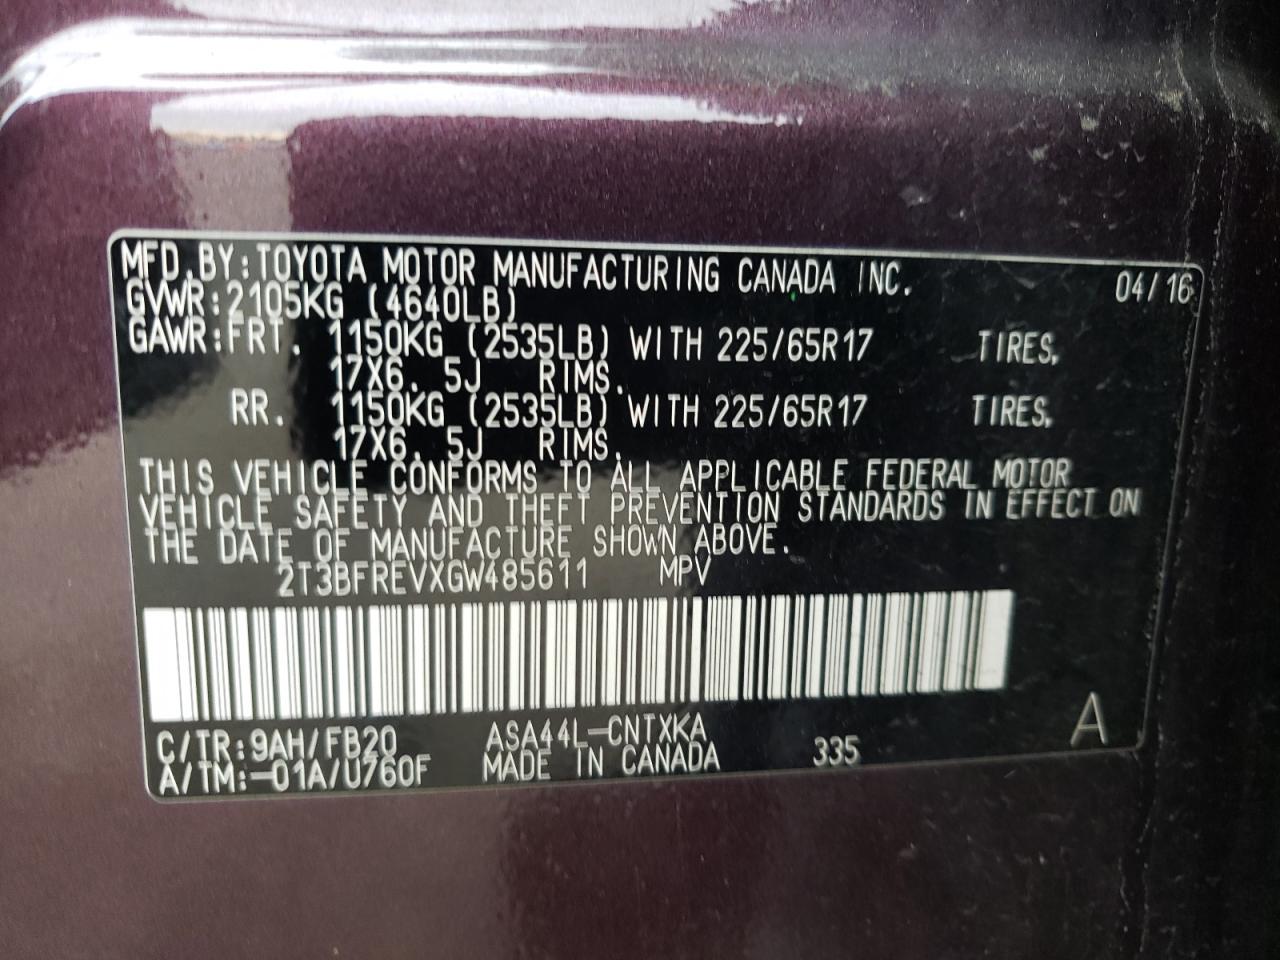 MFD. BY: TOYOTA MOTOR MANUFACTURING CANADA INC. 04/16
GVWR: 2105KG (4640LB)
GAWR: FRT. 1150KG (2535LB) WITH 225/65R17 TIRES,
17X6. 5J RIMS.
RR. 1150KG (2535LB) WITH 225/65R17 TIRES,
17X6. 5J RIMS.
THIS VEHICLE CONFORMS TO ALL APPLICABLE FEDERAL MOTOR
VEHICLE SAFETY AND THEFT PREVENTION STANDARDS IN EFFECT ON
THE DATE OF MANUFACTURE SHOWN ABOVE.
2T3BFREVXGW485611 MPV
C/TR: 9AH/FB20 ASA44L-CNTXKA A
A/TM:-01A/U760F MADE IN CANADA 335